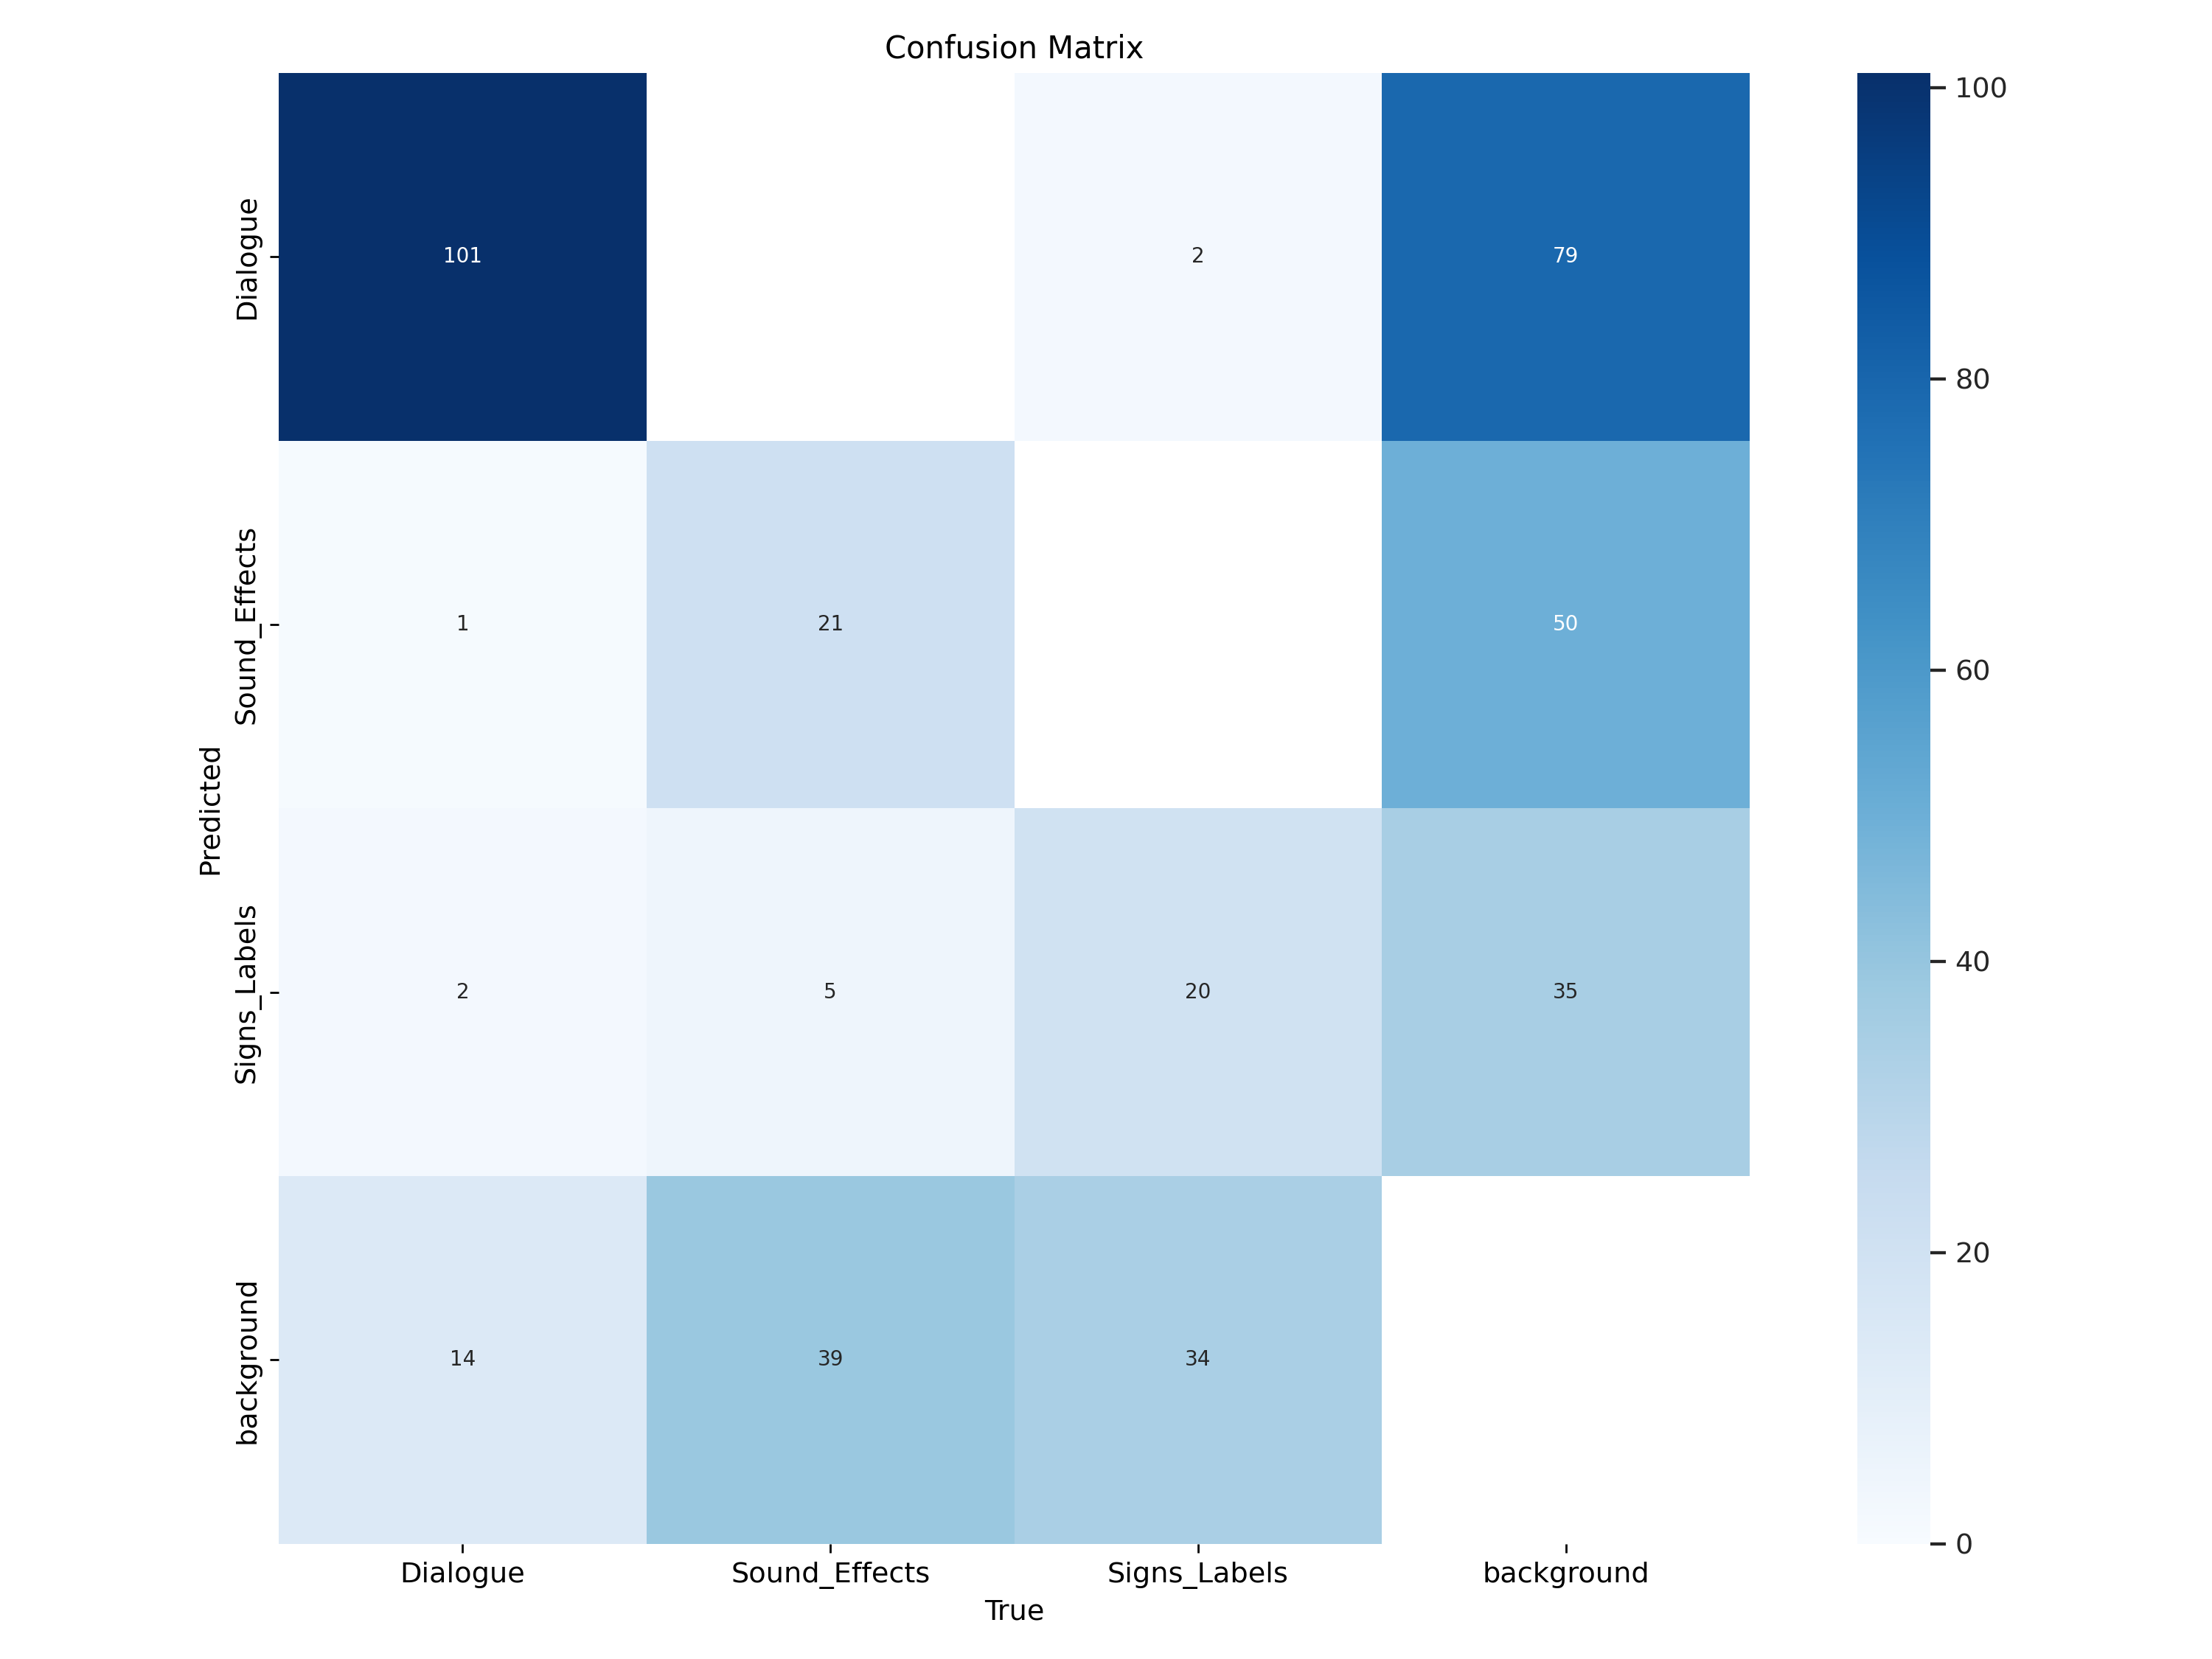 Confusion Matrix
Dialogue
101
2
79
100
80
Sound_Effects
1
21
50
60
Predicted
Signs_Labels
2
5
20
35
40
background
14
39
34
20
0
Dialogue
Sound_Effects
Signs_Labels
background
True